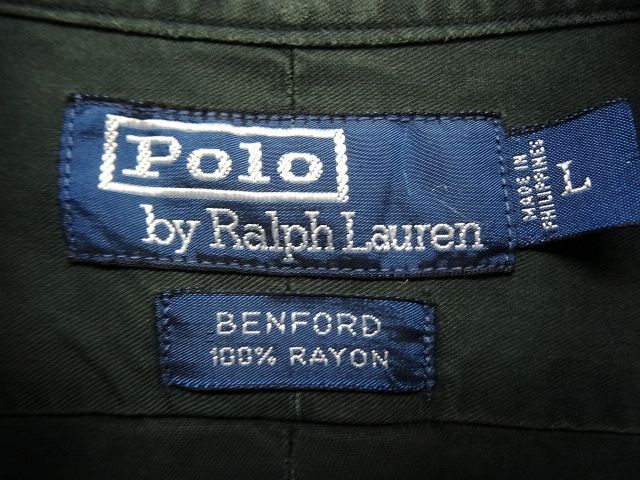 Polo
by Ralph Lauren
MADE IN
PHILIPPINES
L
BENFORD
100% RAYON